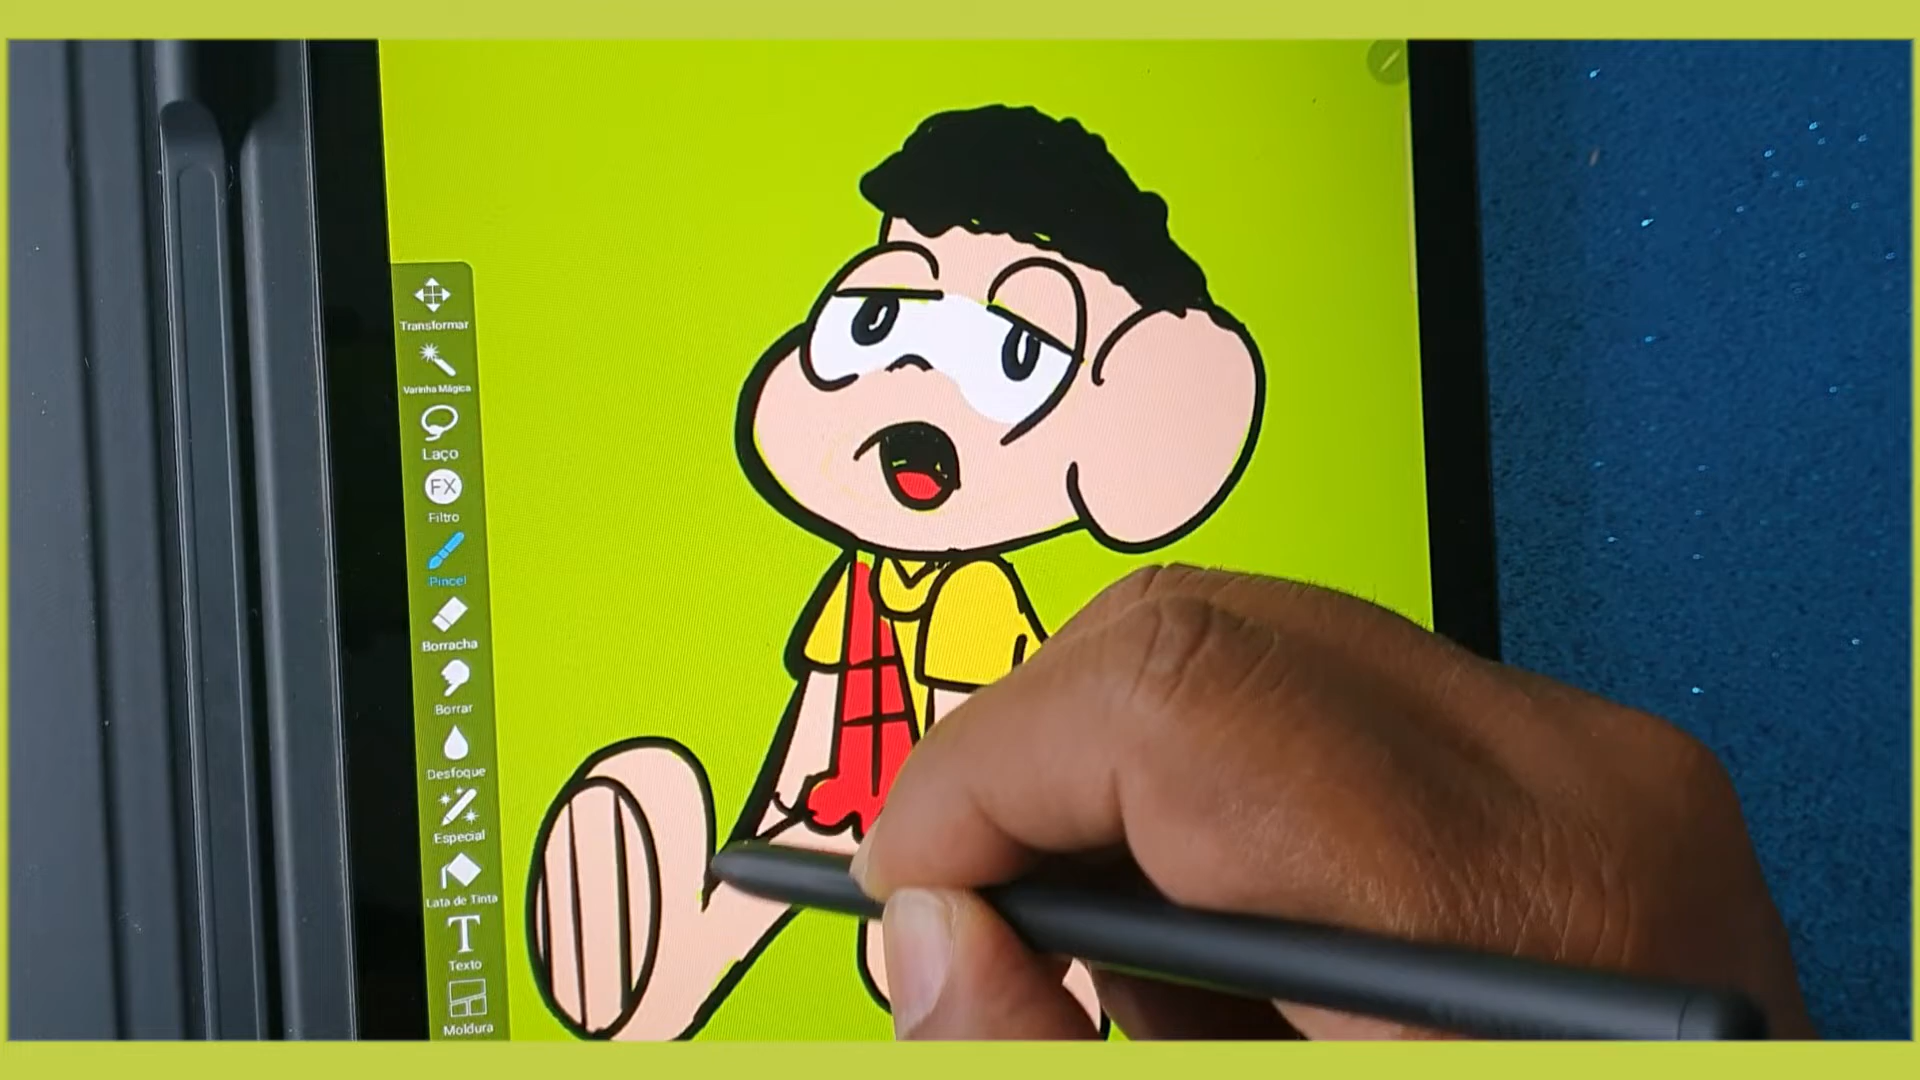 Transformar
Varinha Mágica
Laço
FX
Filtro
Pincel
Borracha
Borrar
Desfoque
Especial
Lata de Tinta
T
Texto
Moldura